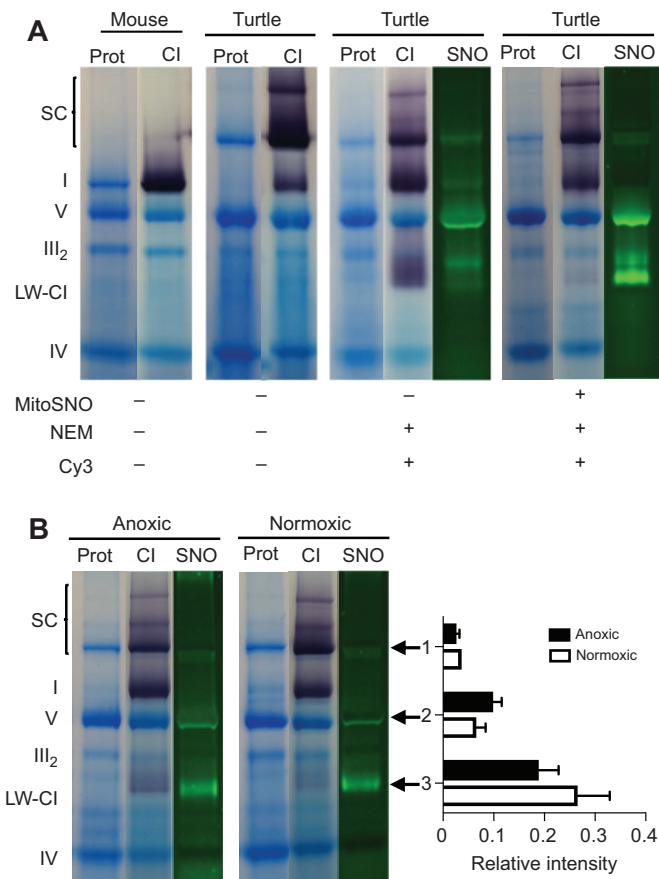 A
Mouse Turtle Turtle Turtle
Prot CI Prot CI Prot CI SNO Prot CI SNO
SC
I
V
III2
LW-CI
IV
MitoSNO – – – +
NEM – – + +
Cy3 – – + +
B
Anoxic Normoxic
Prot CI SNO Prot CI SNO
SC
I
V
III2
LW-CI
IV
1
2
3
Anoxic
Normoxic
0 0.1 0.2 0.3 0.4
Relative intensity